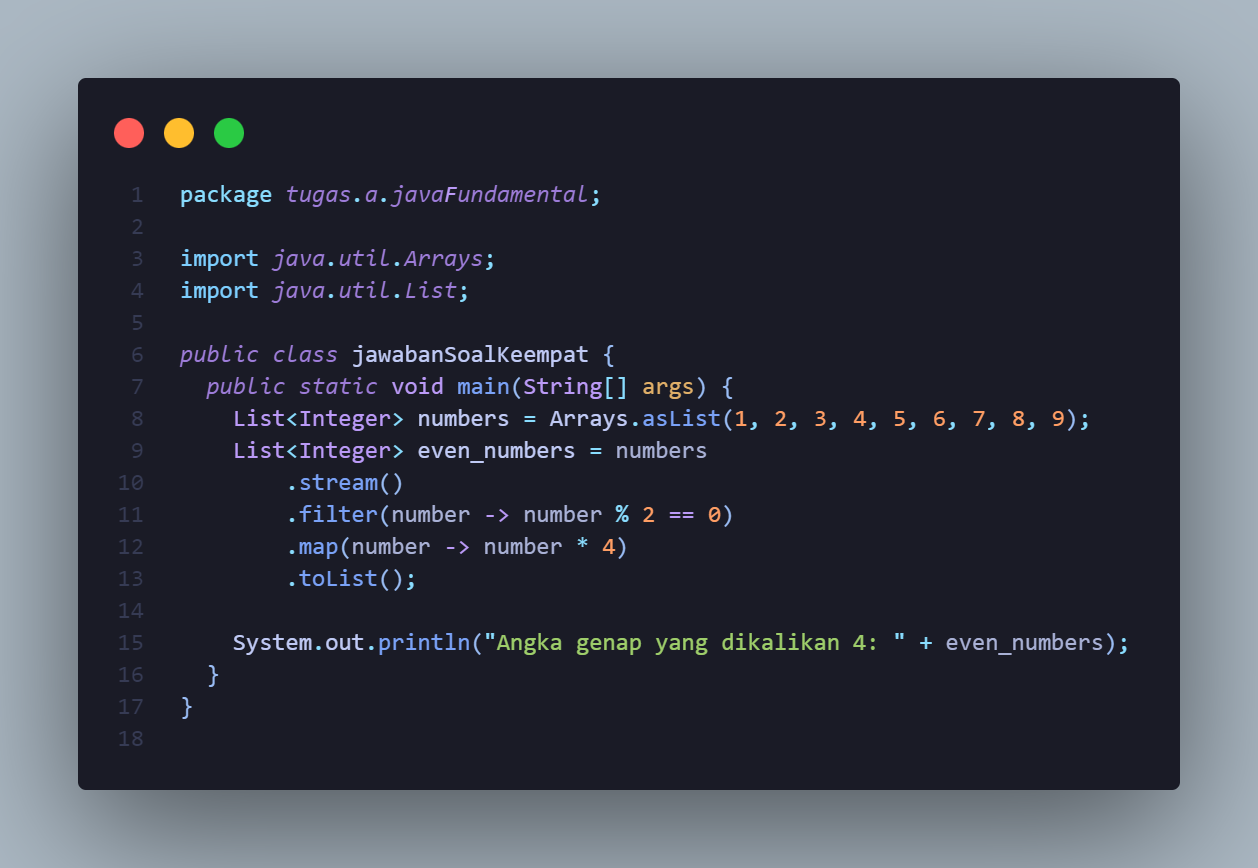 1 package tugas.a.javaFundamental;
2
3 import java.util.Arrays;
4 import java.util.List;
5
6 public class jawabanSoalKeempat {
7   public static void main(String[] args) {
8     List<Integer> numbers = Arrays.asList(1, 2, 3, 4, 5, 6, 7, 8, 9);
9     List<Integer> even_numbers = numbers
10         .stream()
11         .filter(number -> number % 2 == 0)
12         .map(number -> number * 4)
13         .toList();
14
15     System.out.println("Angka genap yang dikalikan 4: " + even_numbers);
16   }
17 }
18